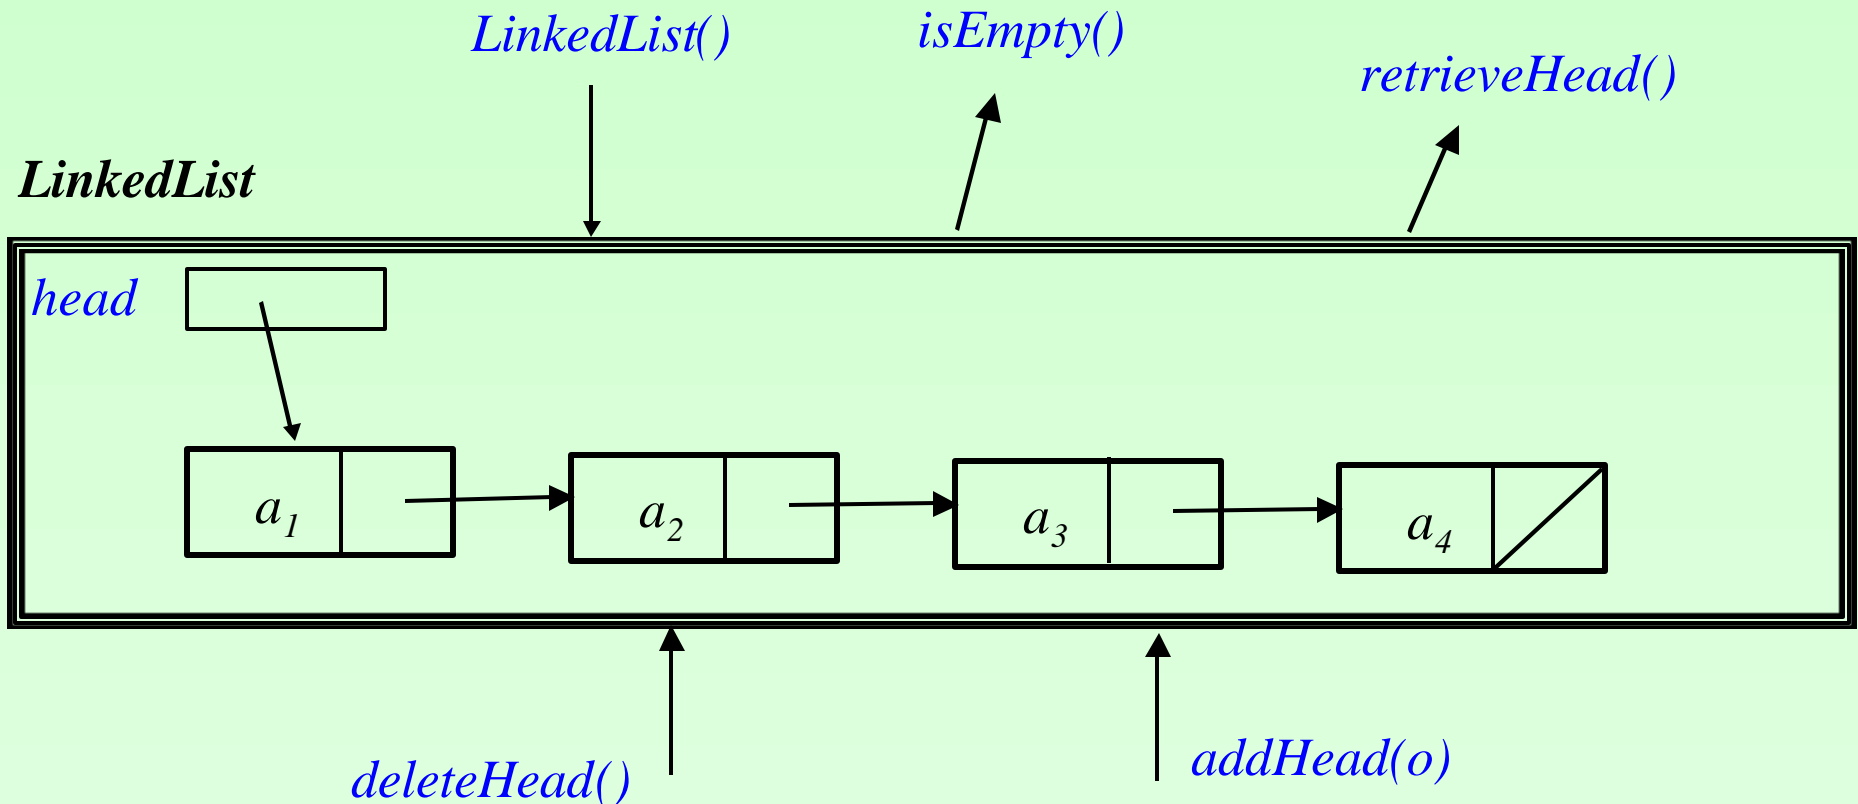 LinkedList()
isEmpty()
retrieveHead()
LinkedList
head
a₁
a₂
a₃
a₄
deleteHead()
addHead(o)